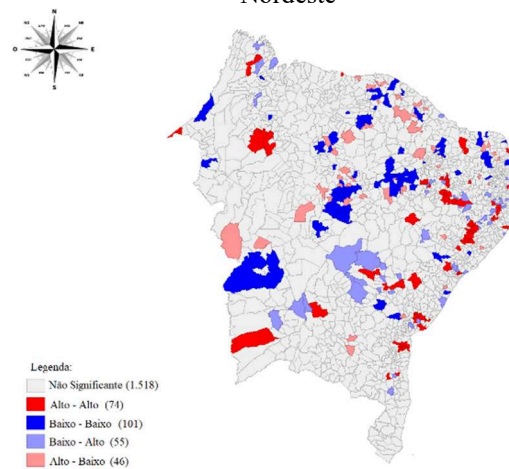 Nordeste
N
O
E
S
Legenda:
Não Significante (1.518)
Alto - Alto (74)
Baixo - Baixo (101)
Baixo - Alto (55)
Alto - Baixo (46)